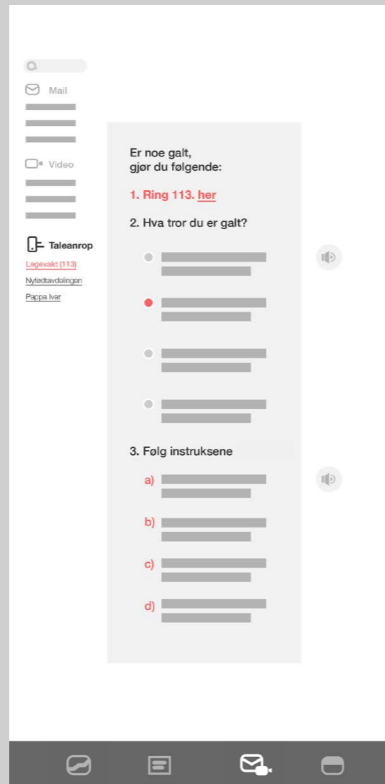 Mail
Video
Taleanrop
Legevakt (113)
Nyfødtavdelingen
Pappa Ivar
Er noe galt,
gjør du følgende:
1. Ring 113. her
2. Hva tror du er galt?
3. Følg instruksene
a)
b)
c)
d)